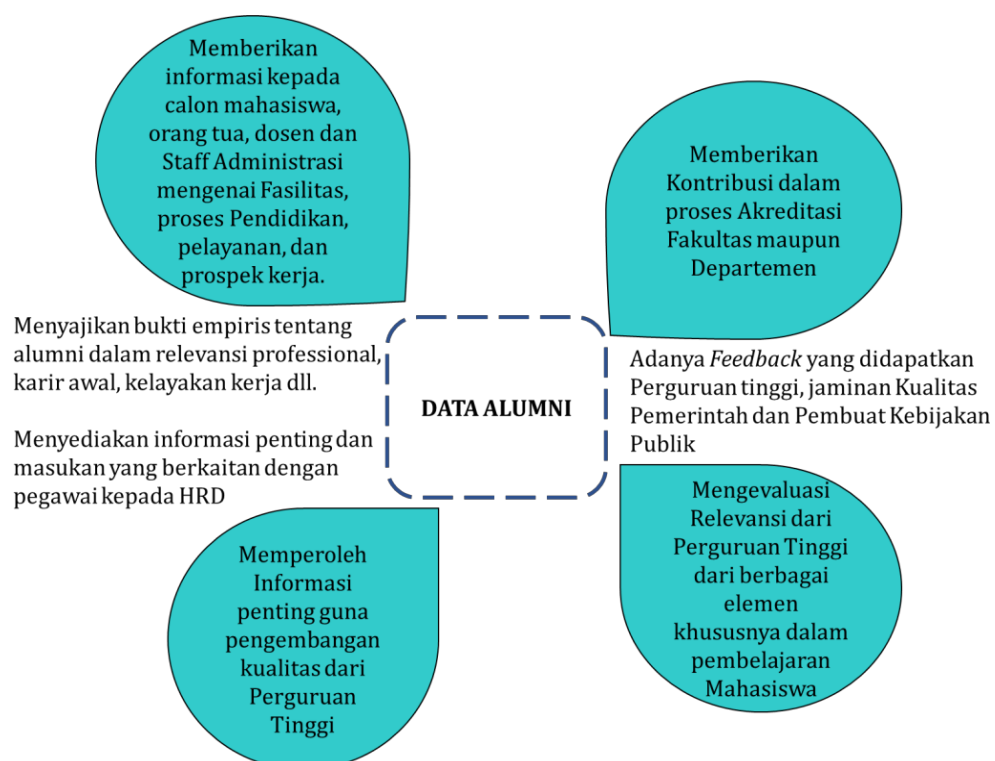 Memberikan
informasi kepada
calon mahasiswa,
orang tua, dosen dan
Staff Administrasi
mengenai Fasilitas,
proses Pendidikan,
pelayanan, dan
prospek kerja.
Memberikan
Kontribusi dalam
proses Akreditasi
Fakultas maupun
Departemen
Menyajikan bukti empiris tentang
alumni dalam relevansi professional,
karir awal, kelayakan kerja dll.
Menyediakan informasi penting dan
masukan yang berkaitan dengan
pegawai kepada HRD
DATA ALUMNI
Adanya Feedback yang didapatkan
Perguruan tinggi, jaminan Kualitas
Pemerintah dan Pembuat Kebijakan
Publik
Memperoleh
Informasi
penting guna
pengembangan
kualitas dari
Perguruan
Tinggi
Mengevaluasi
Relevansi dari
Perguruan Tinggi
dari berbagai
elemen
khususnya dalam
pembelajaran
Mahasiswa